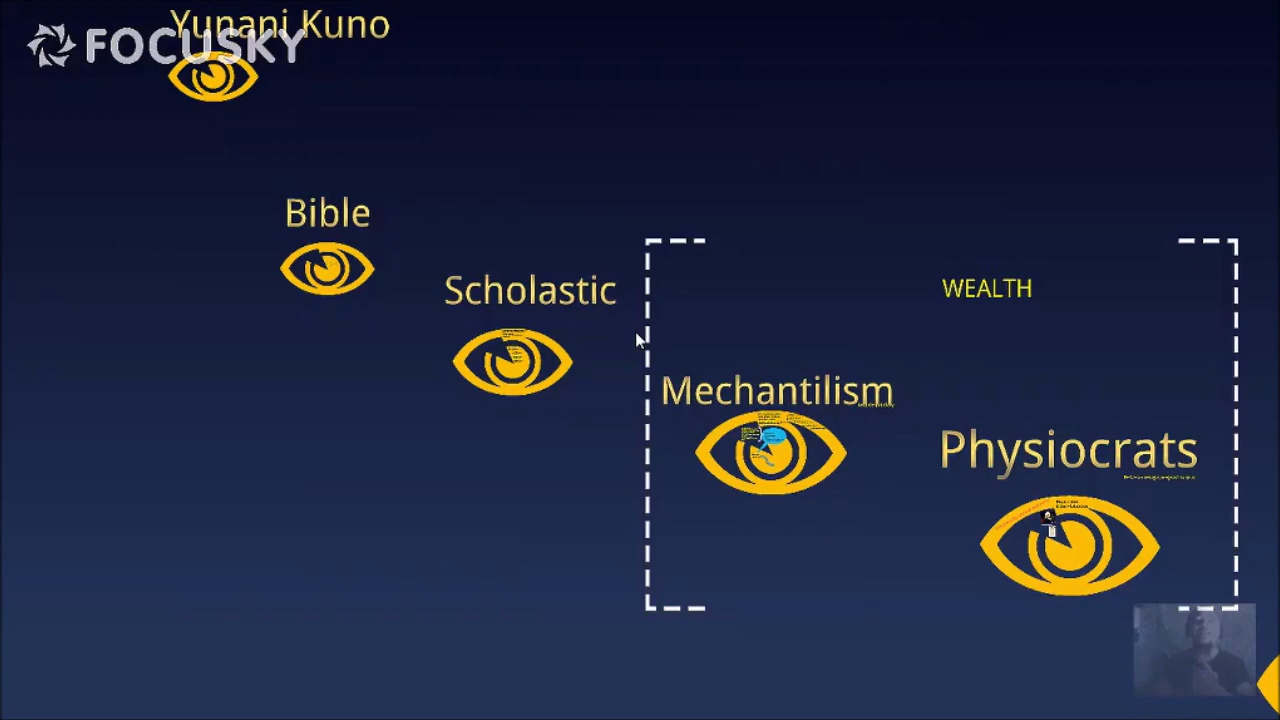 Yunani Kuno
FOCUSKY
Bible
Scholastic
WEALTH
Mechantilism
Physiocrats